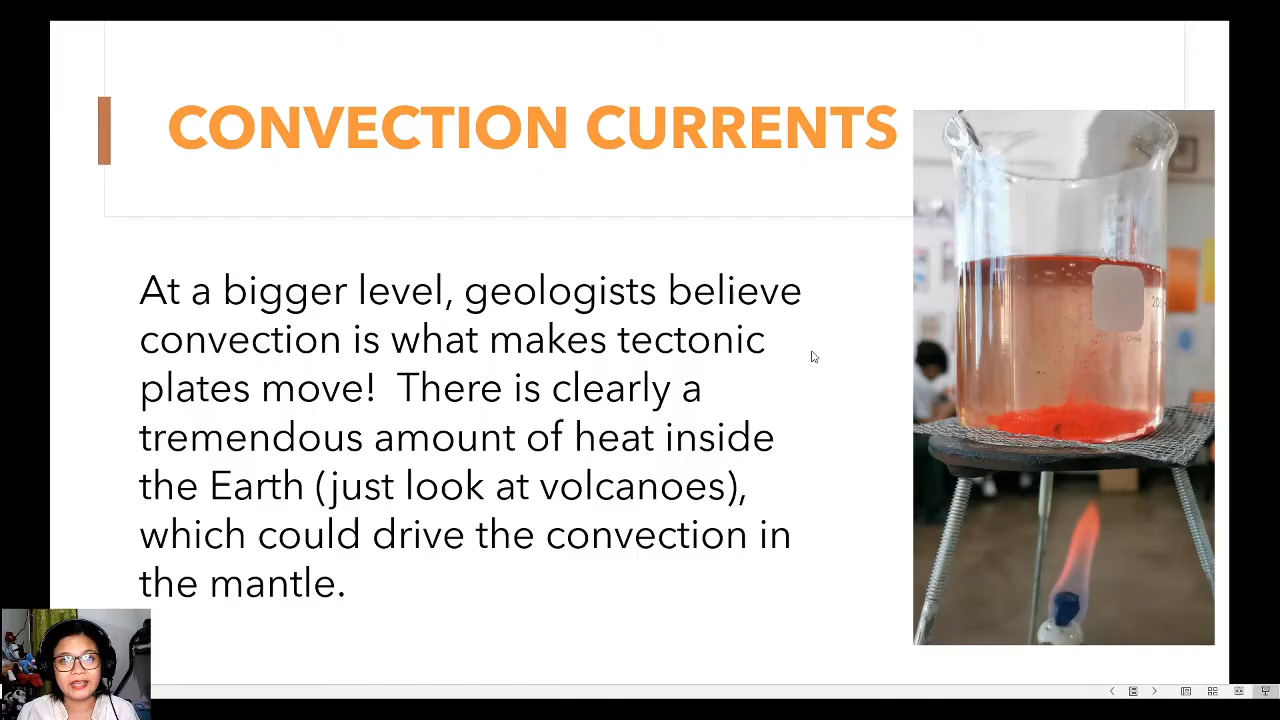 CONVECTION CURRENTS
At a bigger level, geologists believe
convection is what makes tectonic
plates move! There is clearly a
tremendous amount of heat inside
the Earth (just look at volcanoes),
which could drive the convection in
the mantle.